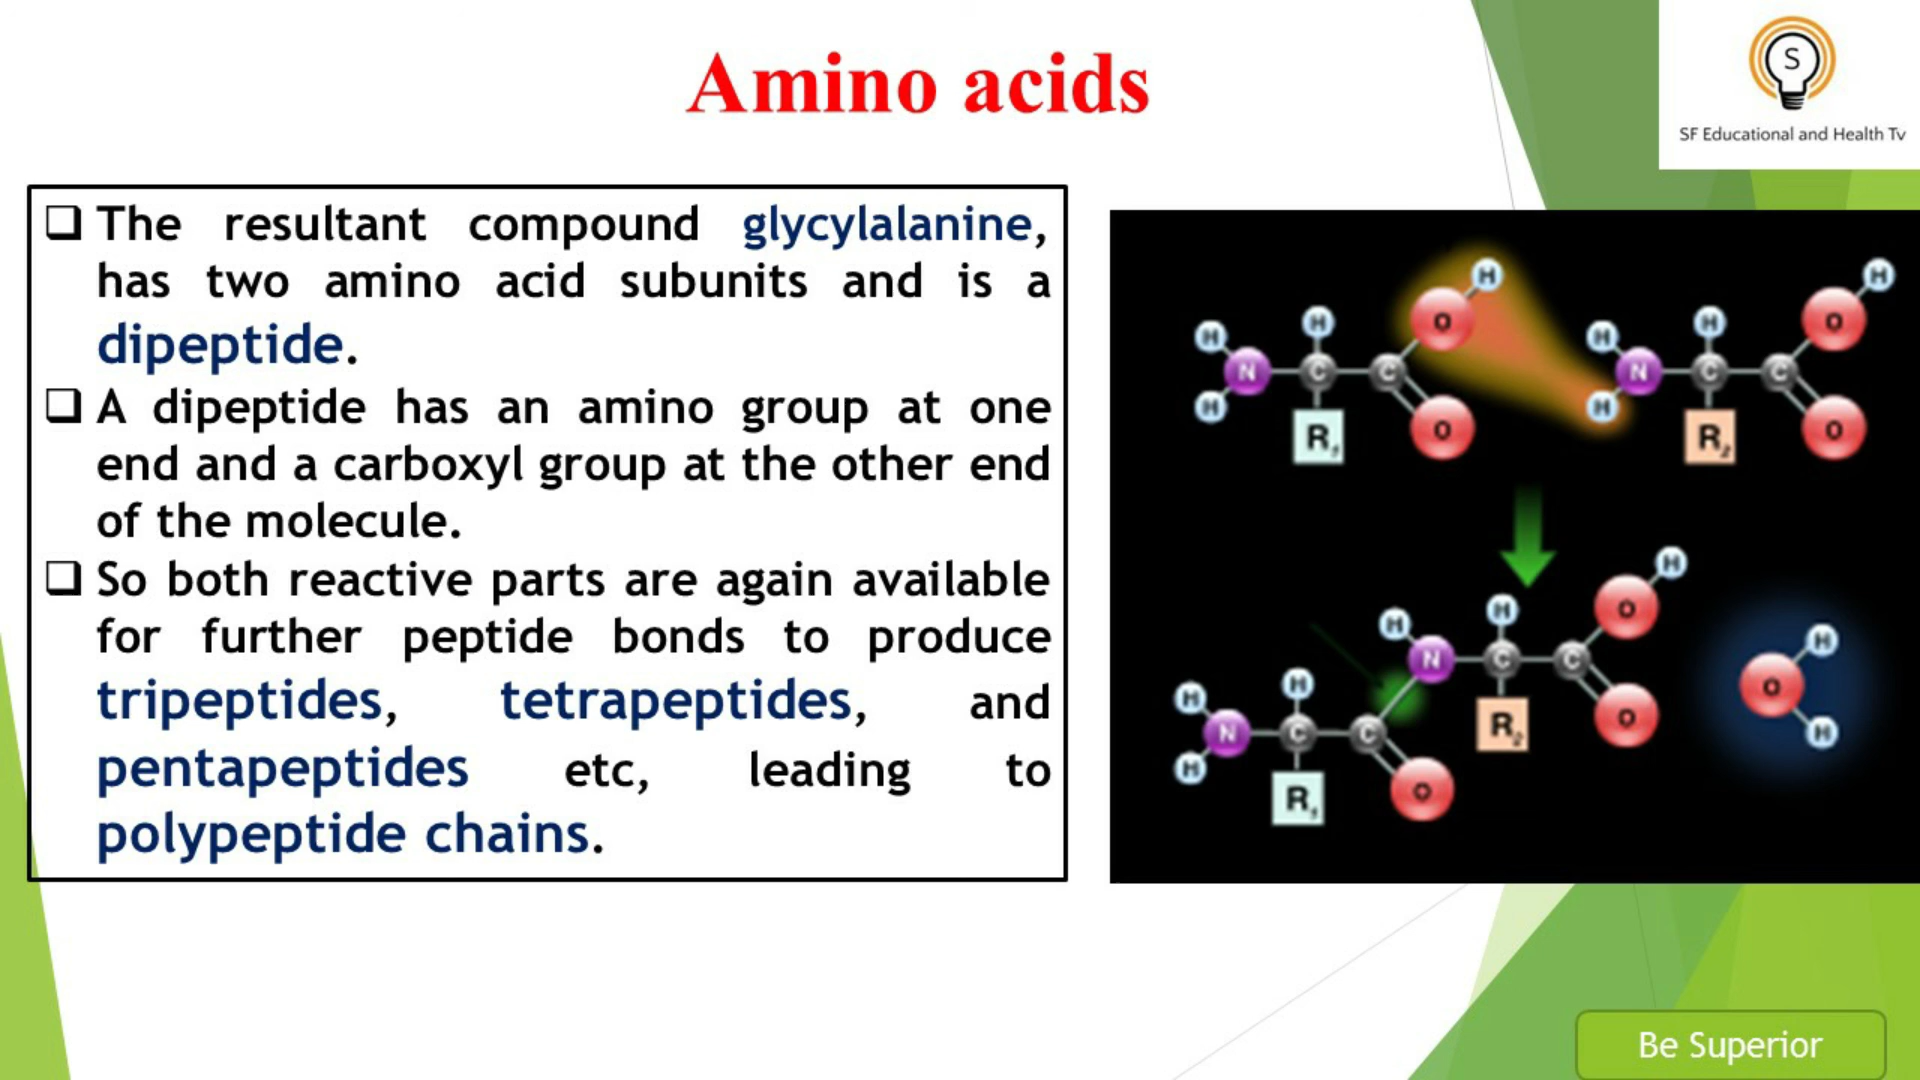 Amino acids
S
SF Educational and Health Tv
❑ The resultant compound glycylalanine,
has two amino acid subunits and is a
dipeptide.
❑ A dipeptide has an amino group at one
end and a carboxyl group at the other end
of the molecule.
❑ So both reactive parts are again available
for further peptide bonds to produce
tripeptides, tetrapeptides, and
pentapeptides etc, leading to
polypeptide chains.
H
H H H O H
H O H
N C C N C C
H H
R₁ O R₂ O
H
H H O
H N C C H
H O
N C C R₂ O H
H
R₁ O
Be Superior